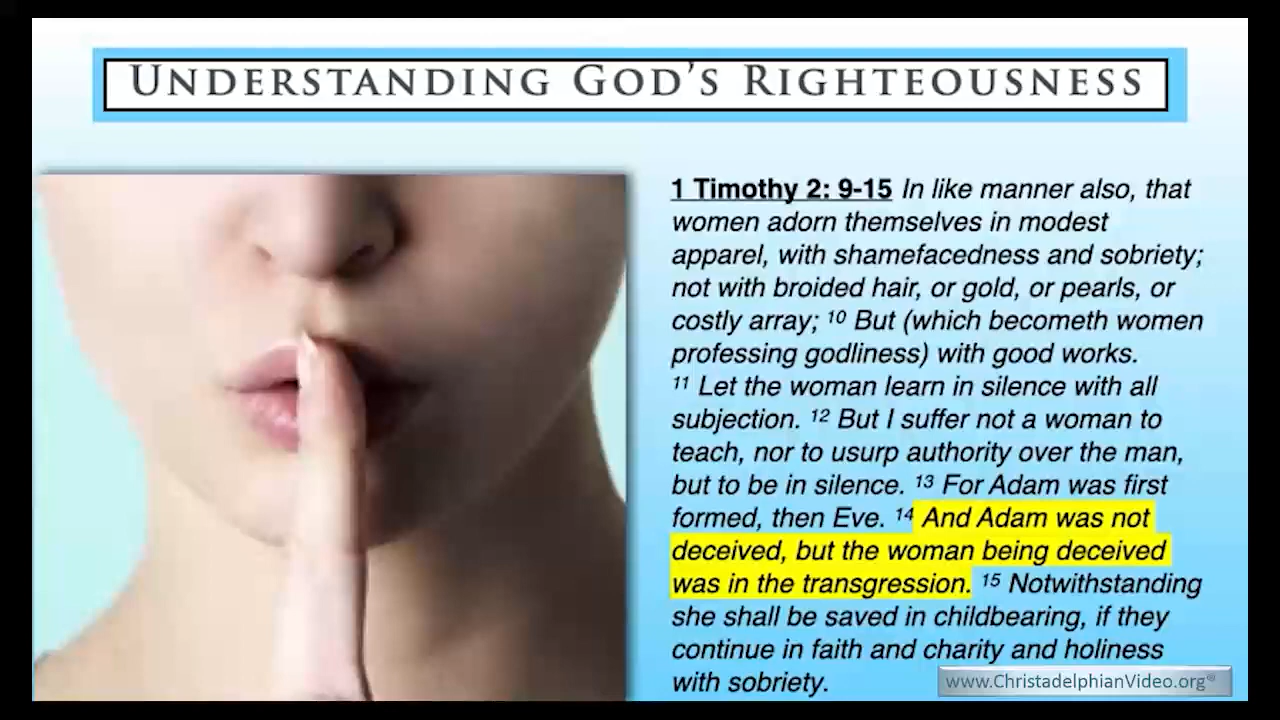 UNDERSTANDING GOD'S RIGHTEOUSNESS
1 Timothy 2: 9-15 In like manner also, that
women adorn themselves in modest
apparel, with shamefacedness and sobriety;
not with broided hair, or gold, or pearls, or
costly array; 10 But (which becometh women
professing godliness) with good works.
11 Let the woman learn in silence with all
subjection. 12 But I suffer not a woman to
teach, nor to usurp authority over the man,
but to be in silence. 13 For Adam was first
formed, then Eve. 14 And Adam was not
deceived, but the woman being deceived
was in the transgression. 15 Notwithstanding
she shall be saved in childbearing, if they
continue in faith and charity and holiness
with sobriety.
www.ChristadelphianVideo.org®